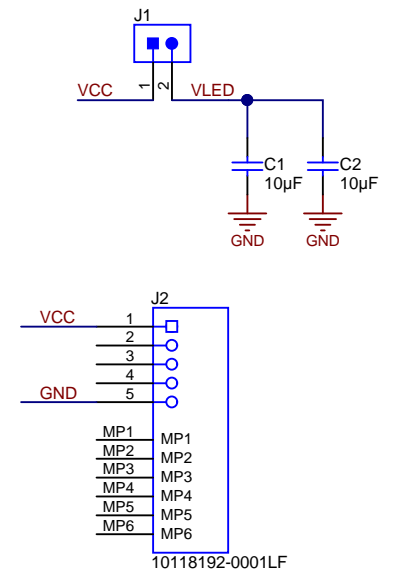 J1
VCC
1
2
VLED
C1
10µF
C2
10µF
GND
GND
J2
VCC
1
2
3
4
GND
5
MP1 MP1
MP2 MP2
MP3 MP3
MP4 MP4
MP5 MP5
MP6 MP6
10118192-0001LF